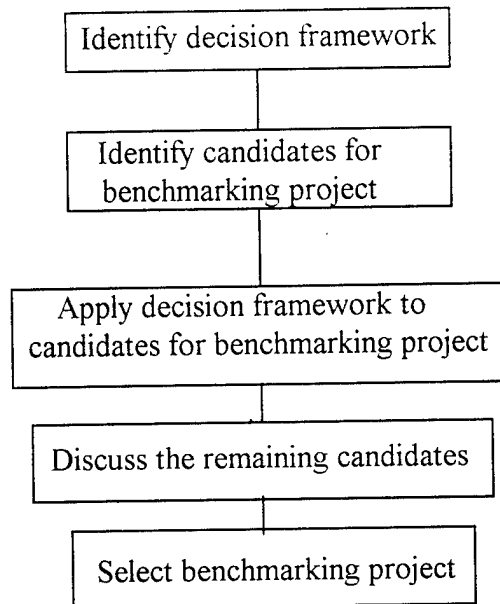 Identify decision framework
Identify candidates for
benchmarking project
Apply decision framework to
candidates for benchmarking project
Discuss the remaining candidates
Select benchmarking project